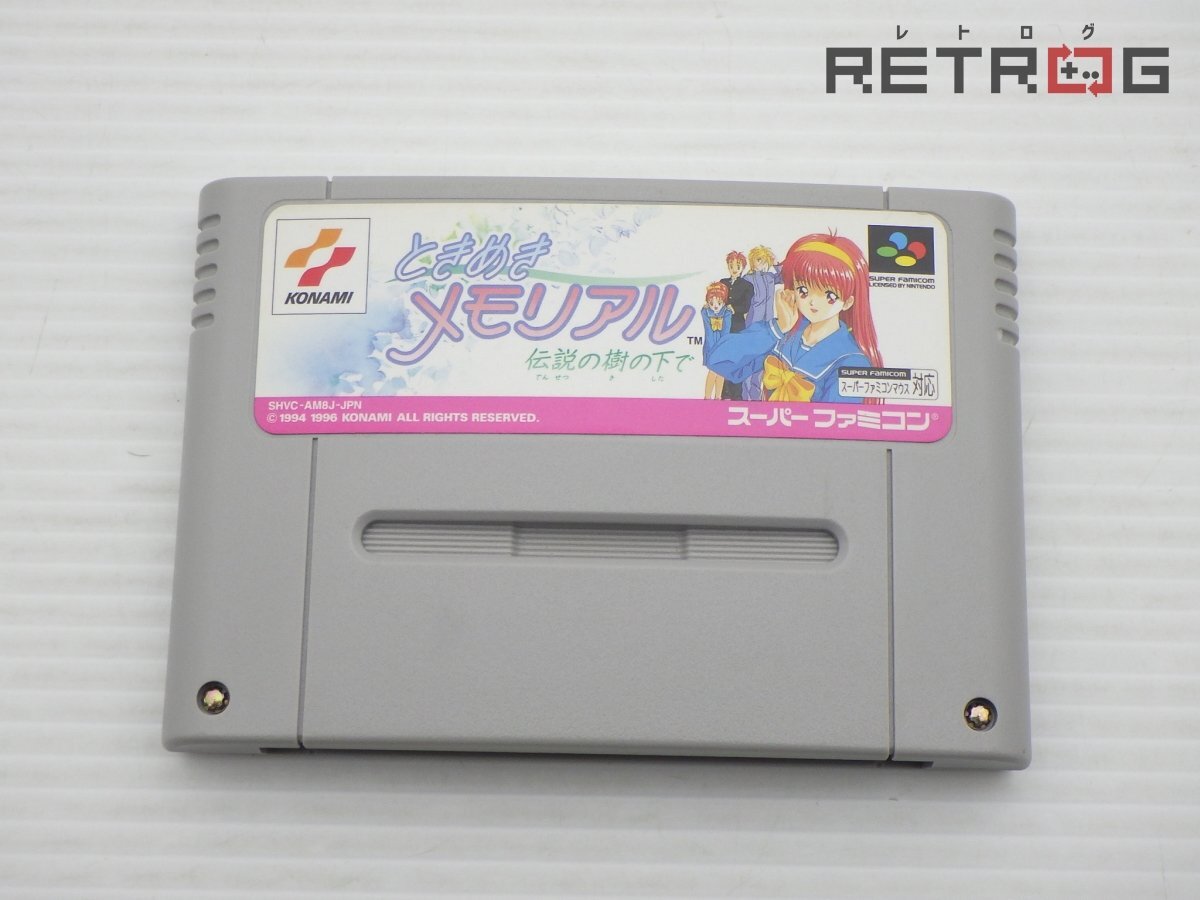 レトログ
RETROG
KONAMI
ときめき
メモリアル™
伝説の樹の下で
でんせつ き した
SUPER FAMICOM
LICENSED BY NINTENDO
SUPER FAMICOM
スーパーファミコンマウス対応
SHVC-AM8J-JPN
© 1994 1996 KONAMI ALL RIGHTS RESERVED.
スーパーファミコン®